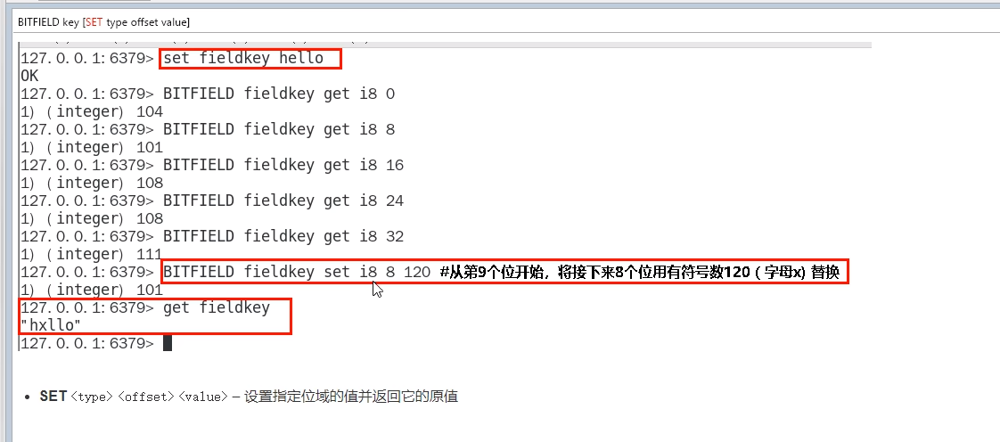 BITFIELD key [SET type offset value]
127.0.0.1:6379> set fieldkey hello
OK
127.0.0.1:6379> BITFIELD fieldkey get i8 0
1) (integer) 104
127.0.0.1:6379> BITFIELD fieldkey get i8 8
1) (integer) 101
127.0.0.1:6379> BITFIELD fieldkey get i8 16
1) (integer) 108
127.0.0.1:6379> BITFIELD fieldkey get i8 24
1) (integer) 108
127.0.0.1:6379> BITFIELD fieldkey get i8 32
1) (integer) 111
127.0.0.1:6379> BITFIELD fieldkey set i8 8 120 #从第9个位开始，将接下来8个位用有符号数120（字母x) 替换
1) (integer) 101
127.0.0.1:6379> get fieldkey
"hxllo"
127.0.0.1:6379>
• SET <type> <offset> <value> – 设置指定位域的值并返回它的原值